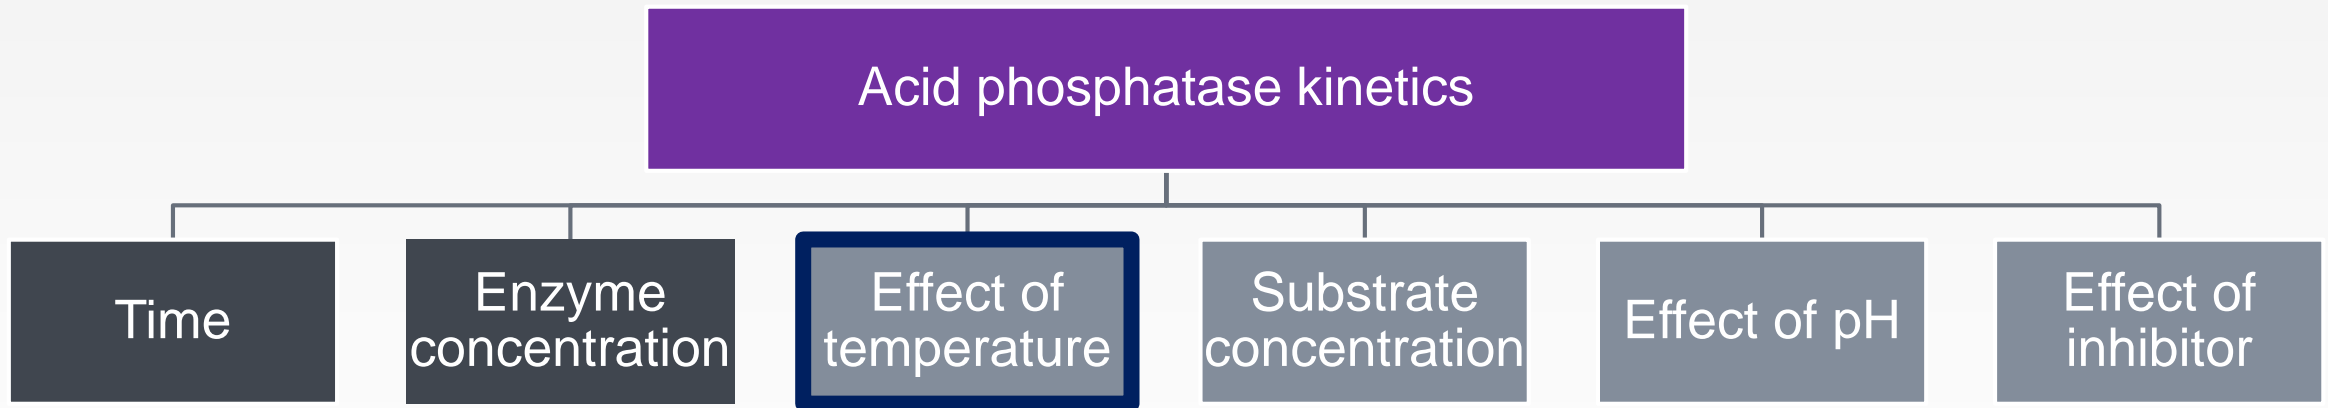 Acid phosphatase kinetics
Time
Enzyme
concentration
Effect of
temperature
Substrate
concentration
Effect of pH
Effect of
inhibitor